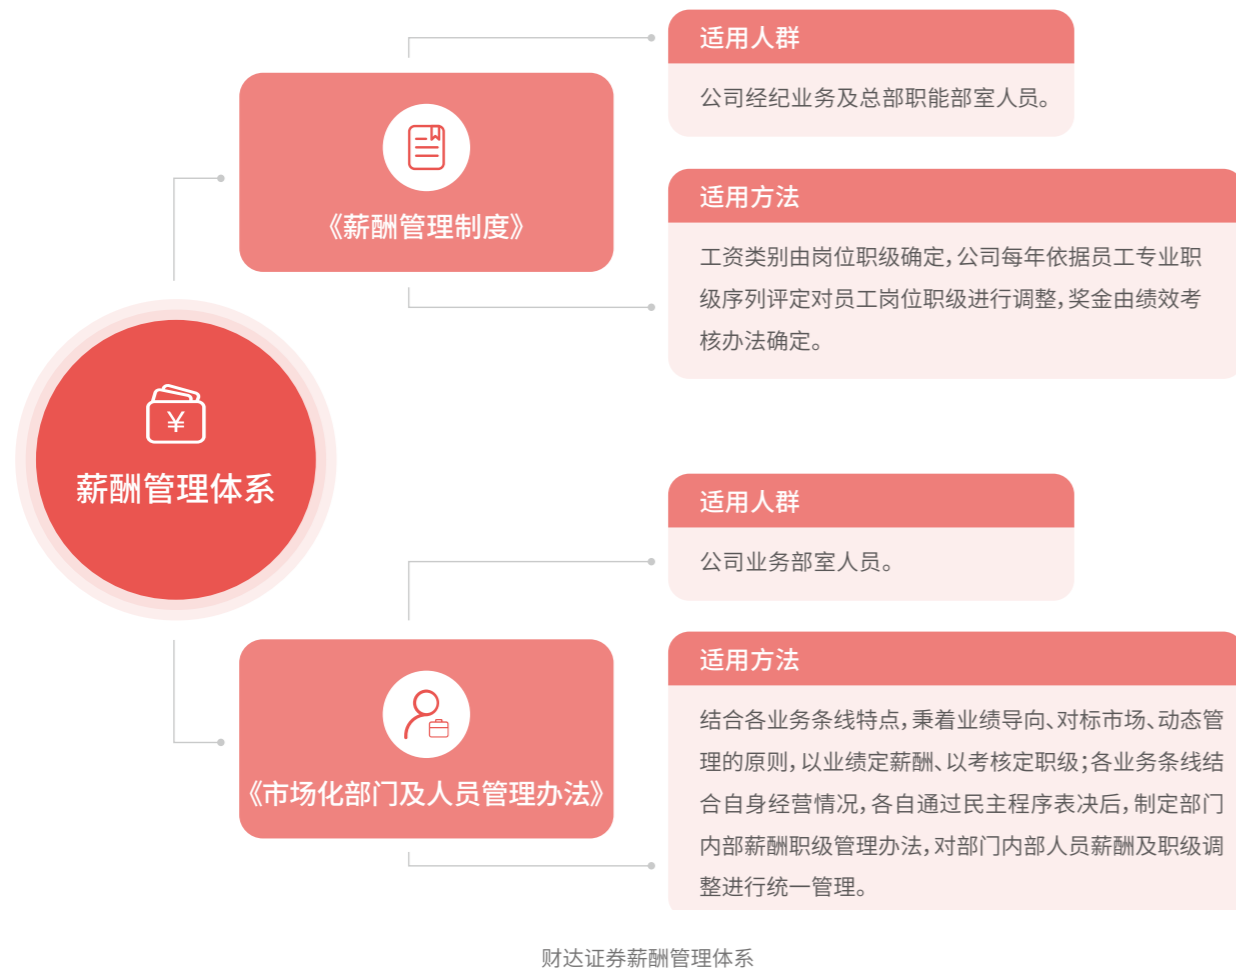 薪酬管理体系
《薪酬管理制度》
适用人群
公司经纪业务及总部职能部室人员。
适用方法
工资类别由岗位职级确定，公司每年依据员工专业职
级序列评定对员工岗位职级进行调整，奖金由绩效考
核办法确定。
《市场化部门及人员管理办法》
适用人群
公司业务部室人员。
适用方法
结合各业务条线特点，秉着业绩导向、对标市场、动态管
理的原则，以业绩定薪酬、以考核定职级；各业务条线结
合自身经营情况，各自通过民主程序表决后，制定部门
内部薪酬职级管理办法，对部门内部人员薪酬及职级调
整进行统一管理。
财达证券薪酬管理体系